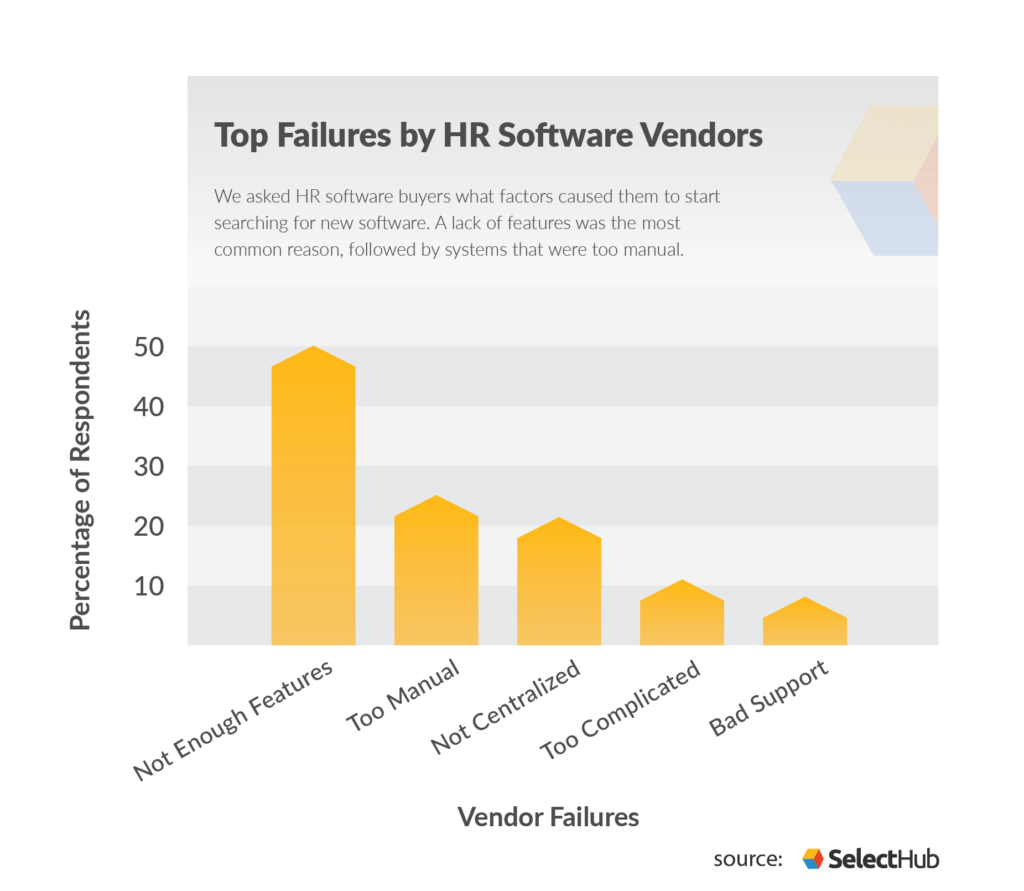 Top Failures by HR Software Vendors
We asked HR software buyers what factors caused them to start
searching for new software. A lack of features was the most
common reason, followed by systems that were too manual.
Percentage of Respondents
50
40
30
20
10
Not Enough Features
Too Manual
Not Centralized
Too Complicated
Bad Support
Vendor Failures
source: SelectHub